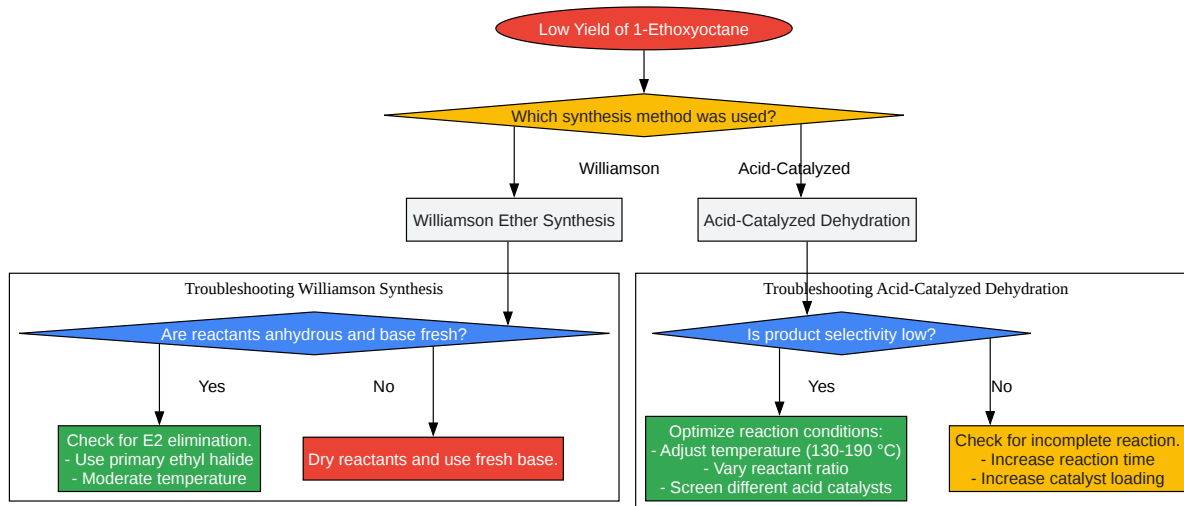 Low Yield of 1-Ethoxyoctane
Which synthesis method was used?
Williamson
Acid-Catalyzed
Williamson Ether Synthesis
Acid-Catalyzed Dehydration
Troubleshooting Williamson Synthesis
Troubleshooting Acid-Catalyzed Dehydration
Are reactants anhydrous and base fresh?
Is product selectivity low?
Yes
No
Yes
No
Check for E2 elimination.
- Use primary ethyl halide
- Moderate temperature
Dry reactants and use fresh base.
Optimize reaction conditions:
- Adjust temperature (130-190 °C)
- Vary reactant ratio
- Screen different acid catalysts
Check for incomplete reaction.
- Increase reaction time
- Increase catalyst loading